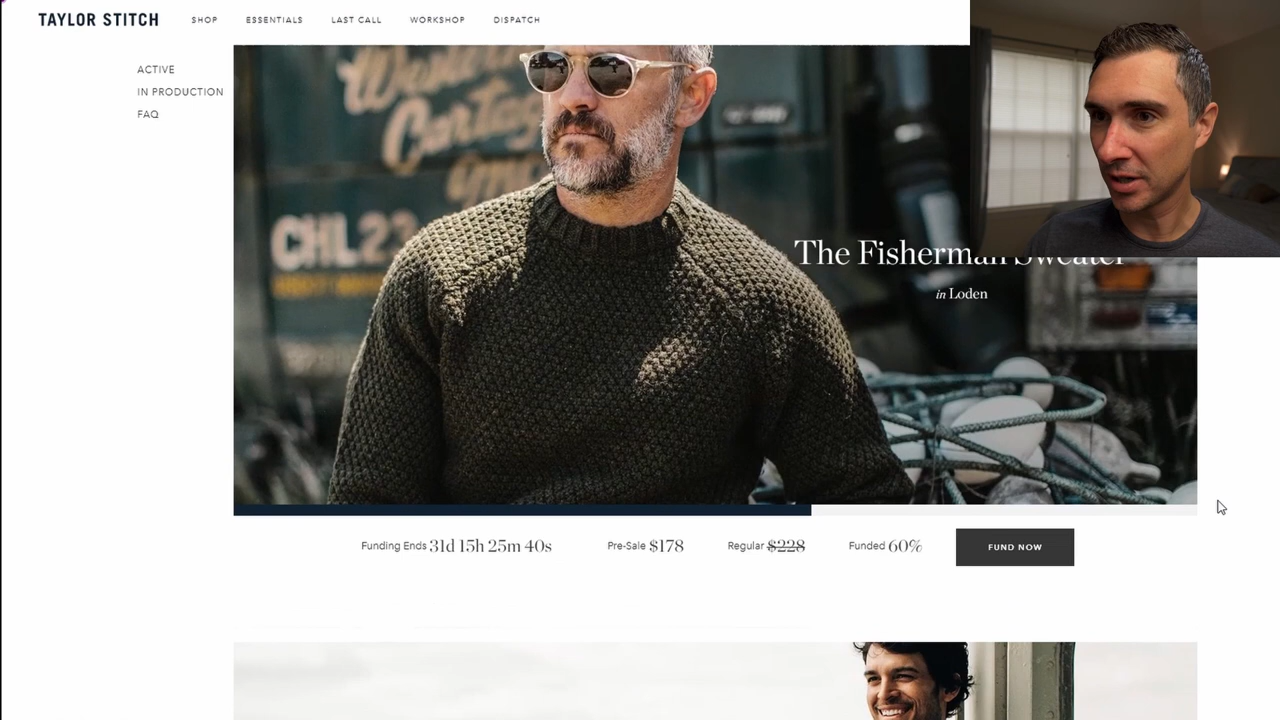 TAYLOR STITCH
SHOP ESSENTIALS LAST CALL WORKSHOP DISPATCH
ACTIVE
IN PRODUCTION
FAQ
CHL23
The Fisherman Sweater
in Loden
Funding Ends 31d 15h 25m 40s Pre-Sale $178 Regular $228 Funded 60% FUND NOW